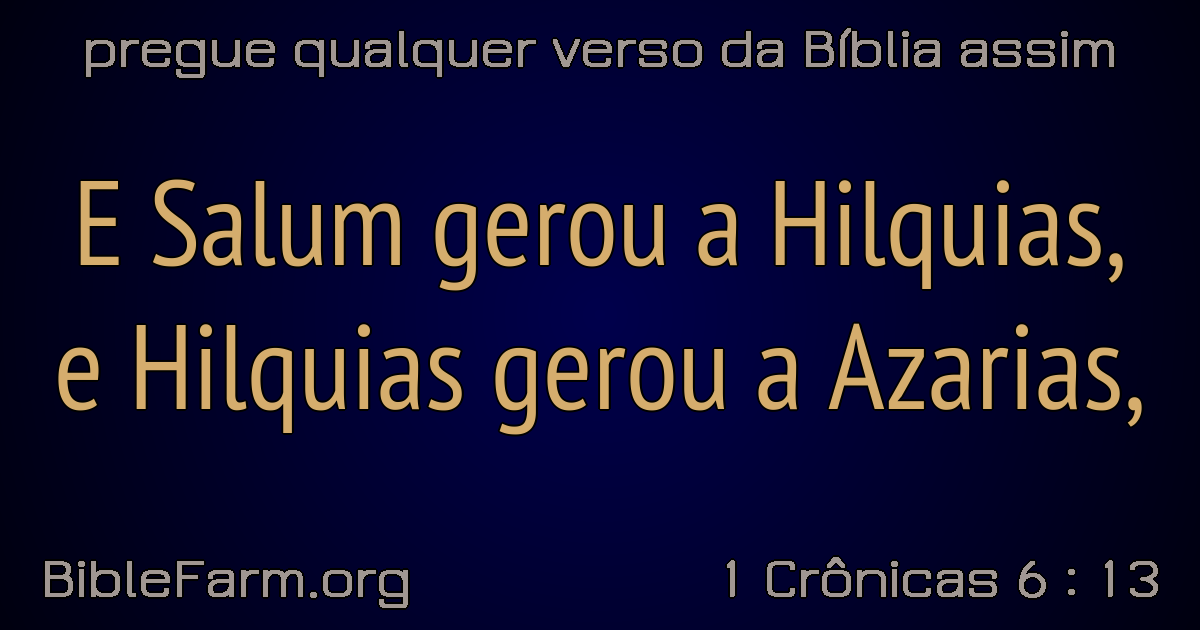 pregue qualquer verso da Bíblia assim
E Salum gerou a Hilquias,
e Hilquias gerou a Azarias,
BibleFarm.org
1 Crônicas 6 : 13